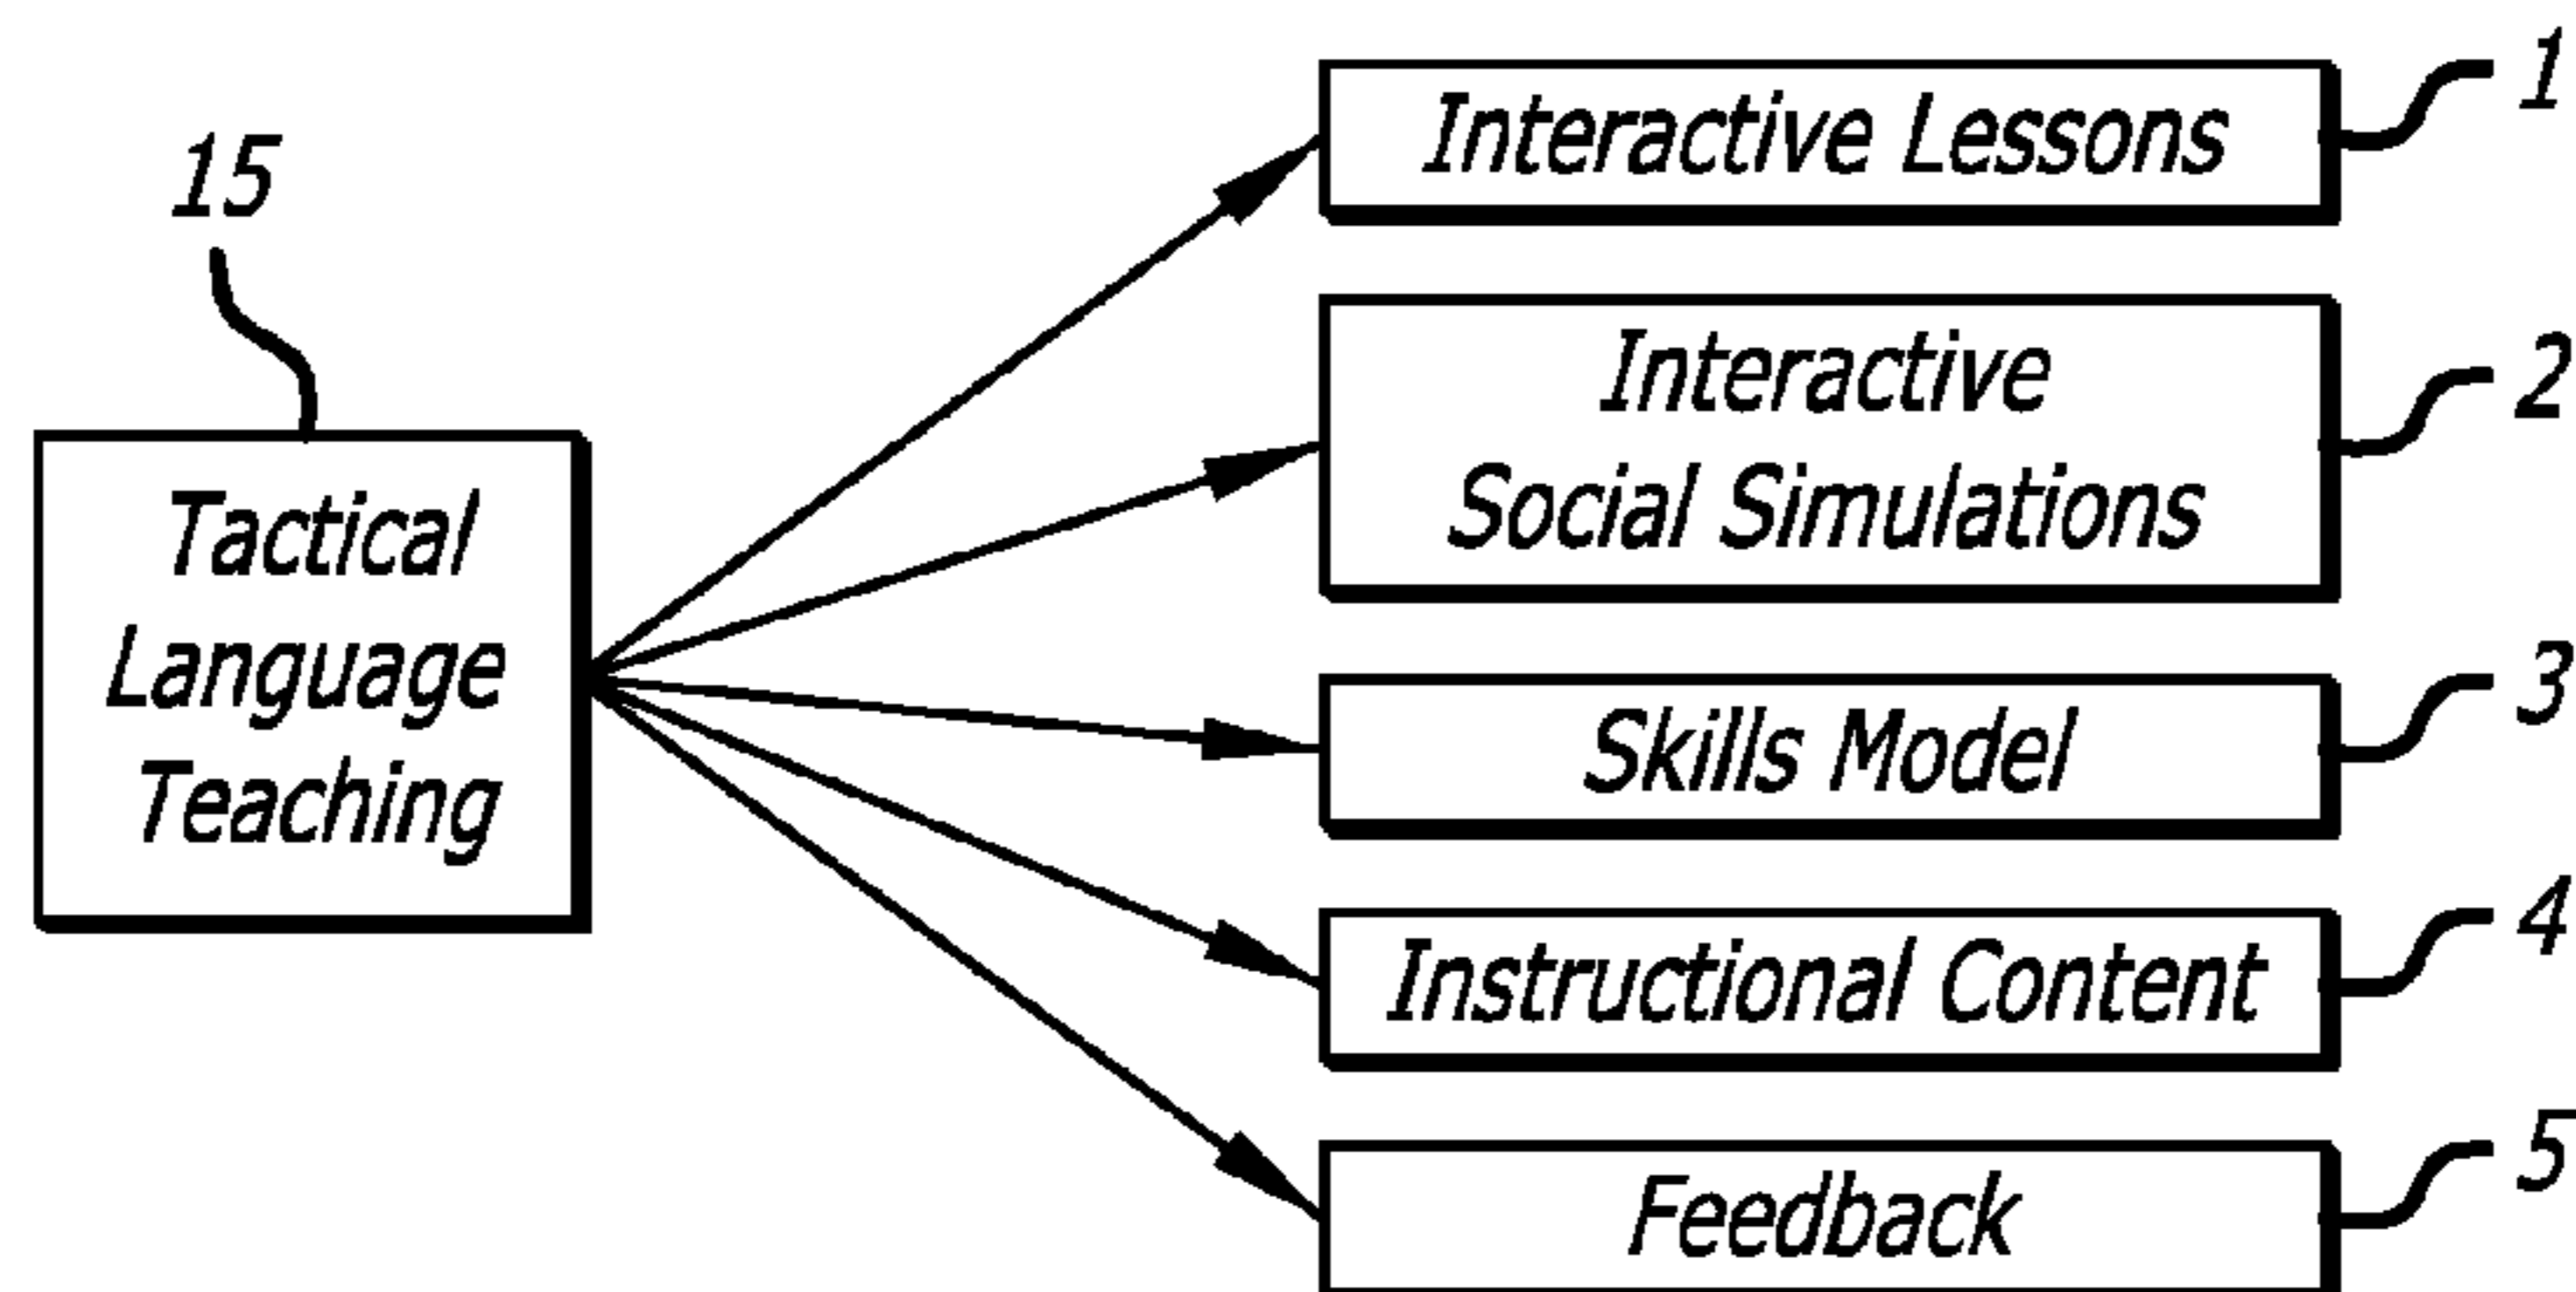 15
Tactical
Language
Teaching
Interactive Lessons
1
Interactive
Social Simulations
2
Skills Model
3
Instructional Content
4
Feedback
5